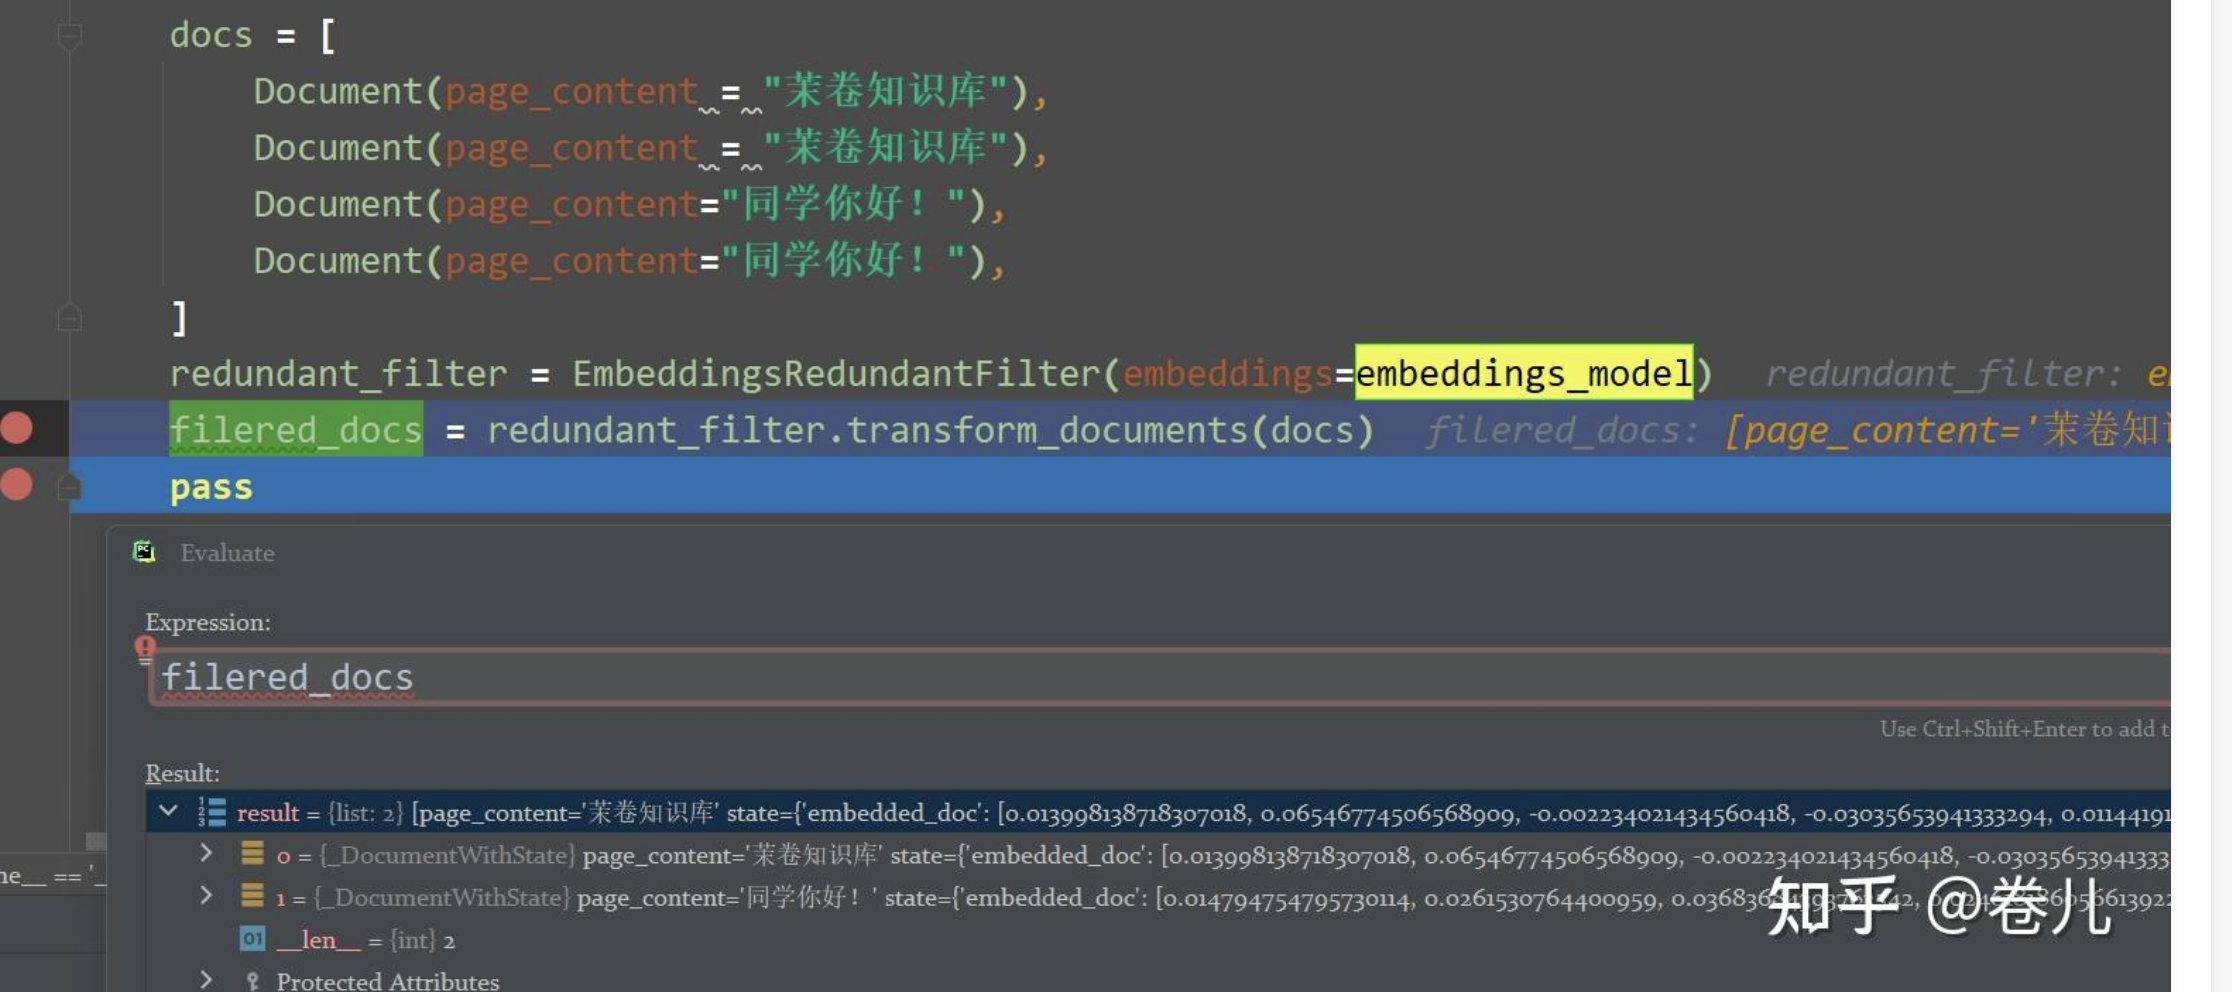 docs = [
Document(page_content = "茉卷知识库"),
Document(page_content = "茉卷知识库"),
Document(page_content="同学你好！"),
Document(page_content="同学你好！"),
]
redundant_filter = EmbeddingsRedundantFilter(embeddings=embeddings_model) redundant_filter:
filered_docs = redundant_filter.transform_documents(docs) filered_docs: [page_content='茉卷知
pass
Evaluate
Expression:
filered_docs
Use Ctrl+Shift+Enter to add t
Result:
result = {list: 2} [page_content='茉卷知识库' state={'embedded_doc': [0.013998138718307018, 0.06546774506568909, -0.002234021434560418, -0.03035653941333294, 0.01144191
0 = {_DocumentWithState} page_content='茉卷知识库' state={'embedded_doc': [0.013998138718307018, 0.06546774506568909, -0.002234021434560418, -0.03035653941333
1 = {_DocumentWithState} page_content='同学你好！' state={'embedded_doc': [0.014794754795730114, 0.0261530764400959,
ne__ == '_
__len__ = {int} 2
Protected Attributes
知乎 @卷儿